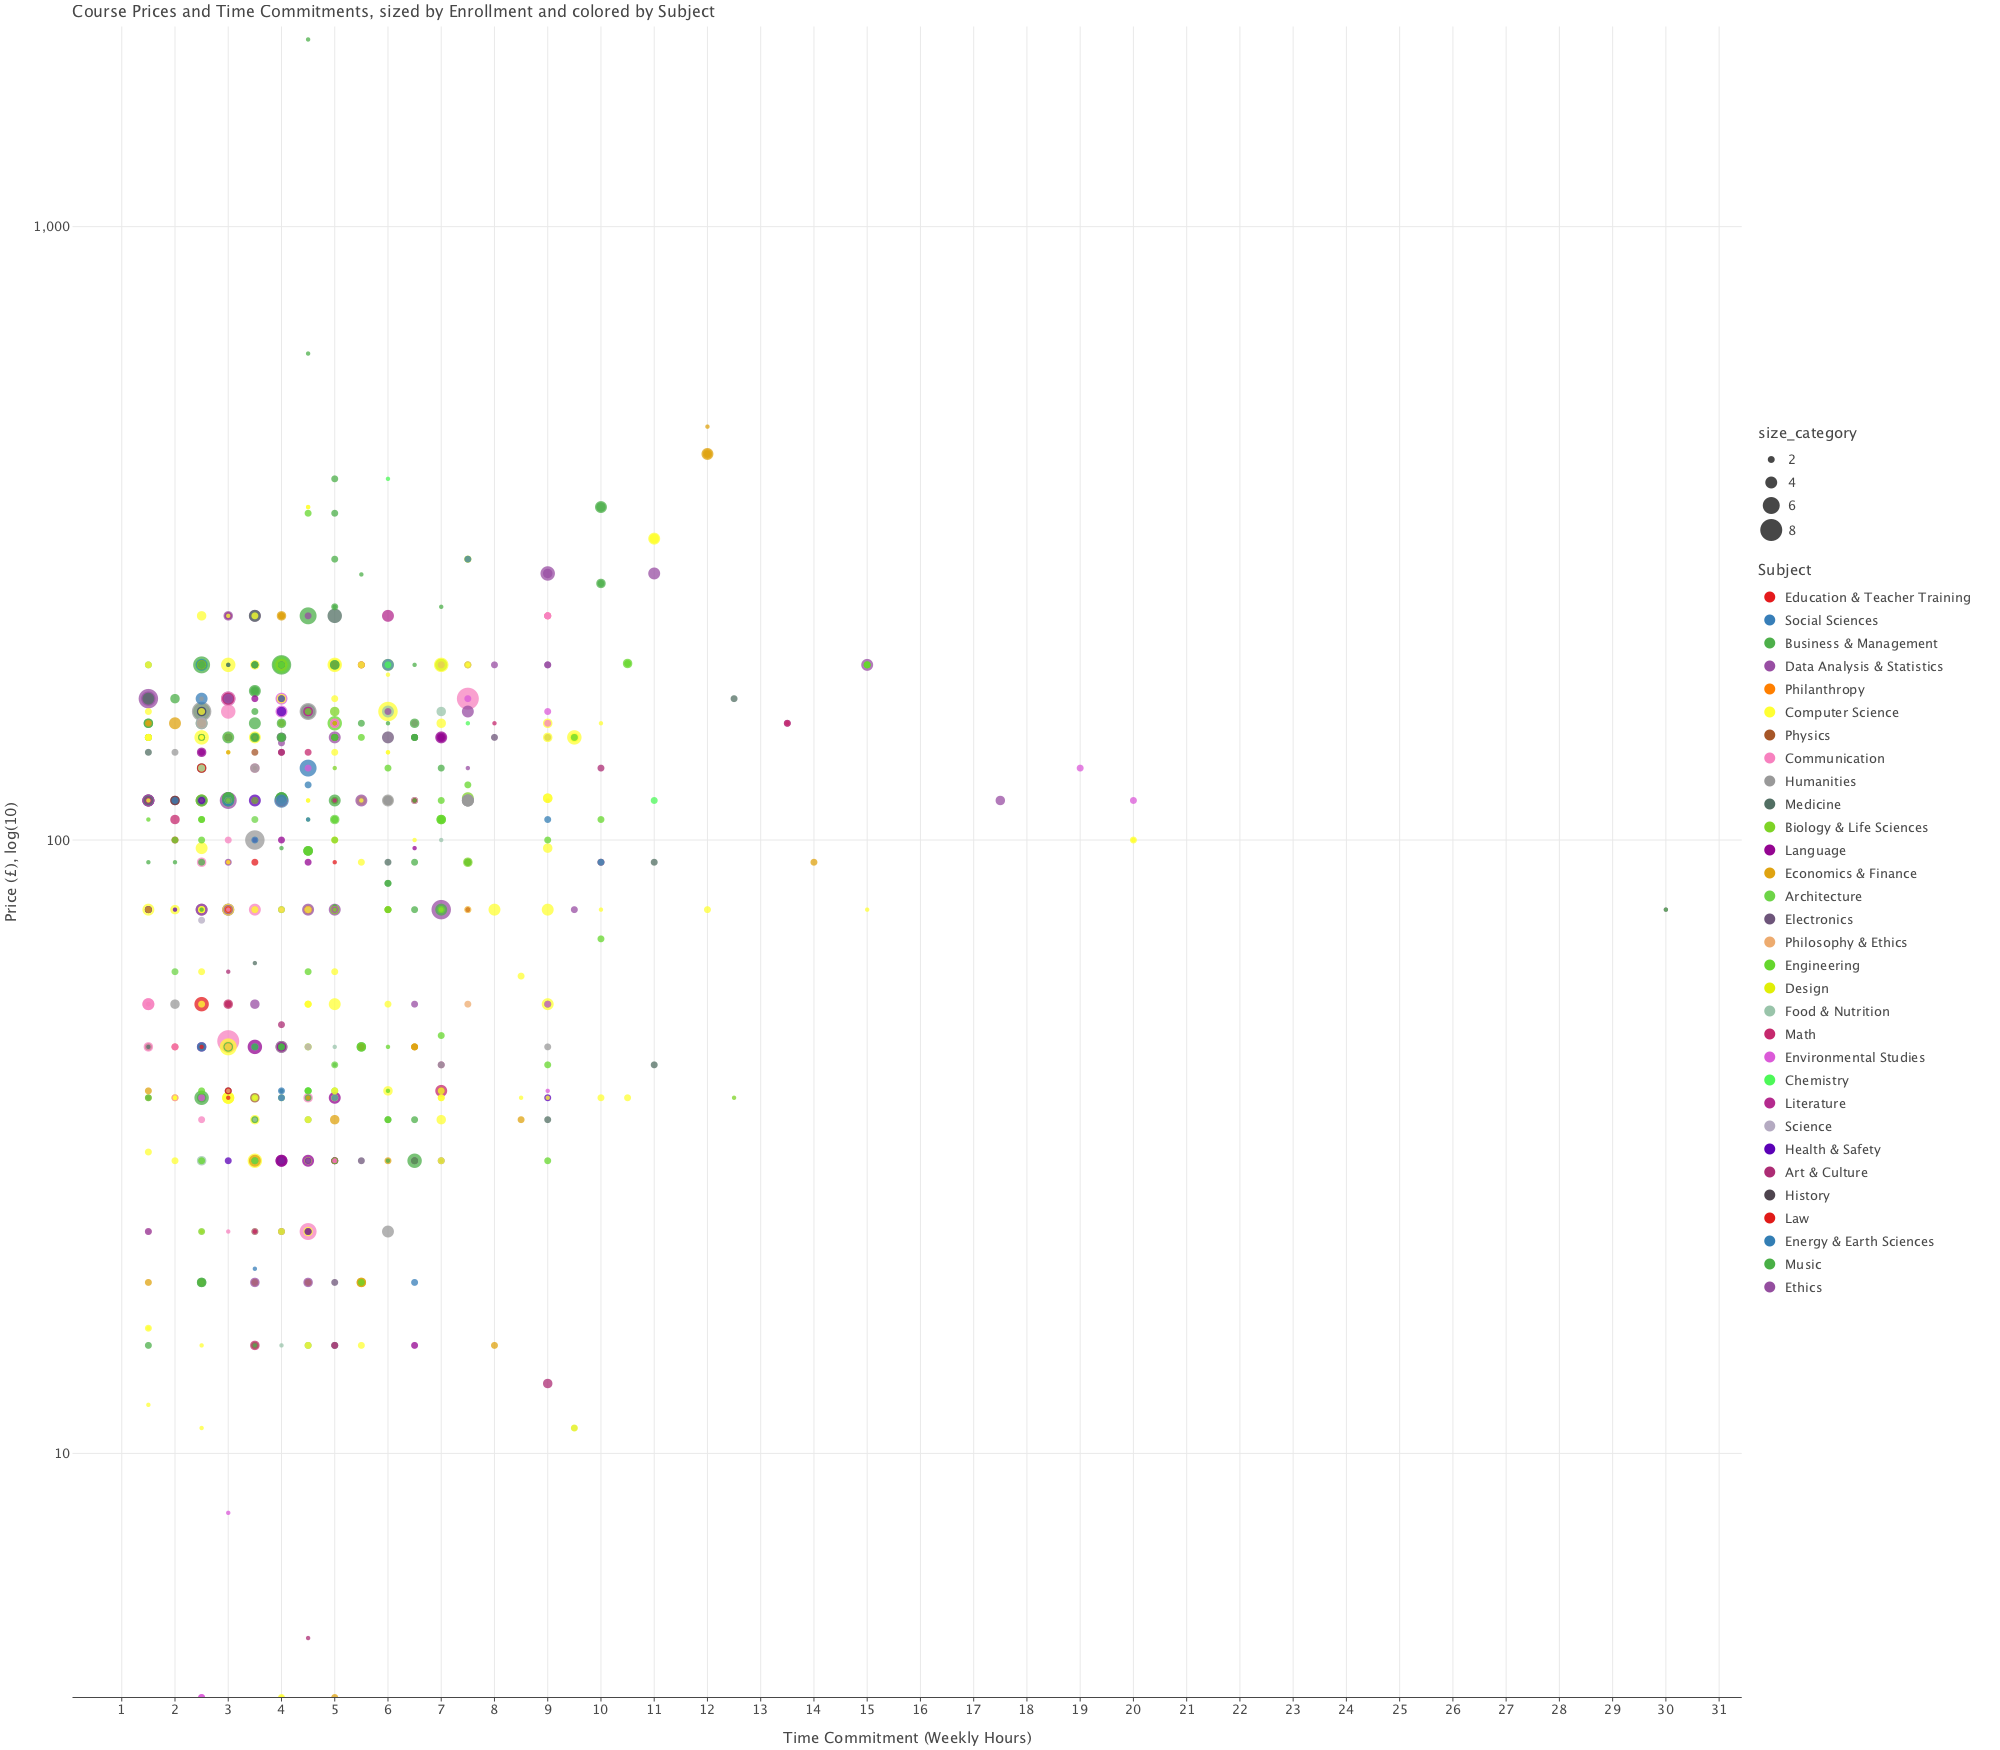 Course Prices and Time Commitments, sized by Enrollment and colored by Subject
1,000
100
10
Price (£), log(10)
1 2 3 4 5 6 7 8 9 10 11 12 13 14 15 16 17 18 19 20 21 22 23 24 25 26 27 28 29 30 31
Time Commitment (Weekly Hours)
size_category
2
4
6
8
Subject
Education & Teacher Training
Social Sciences
Business & Management
Data Analysis & Statistics
Philanthropy
Computer Science
Physics
Communication
Humanities
Medicine
Biology & Life Sciences
Language
Economics & Finance
Architecture
Electronics
Philosophy & Ethics
Engineering
Design
Food & Nutrition
Math
Environmental Studies
Chemistry
Literature
Science
Health & Safety
Art & Culture
History
Law
Energy & Earth Sciences
Music
Ethics